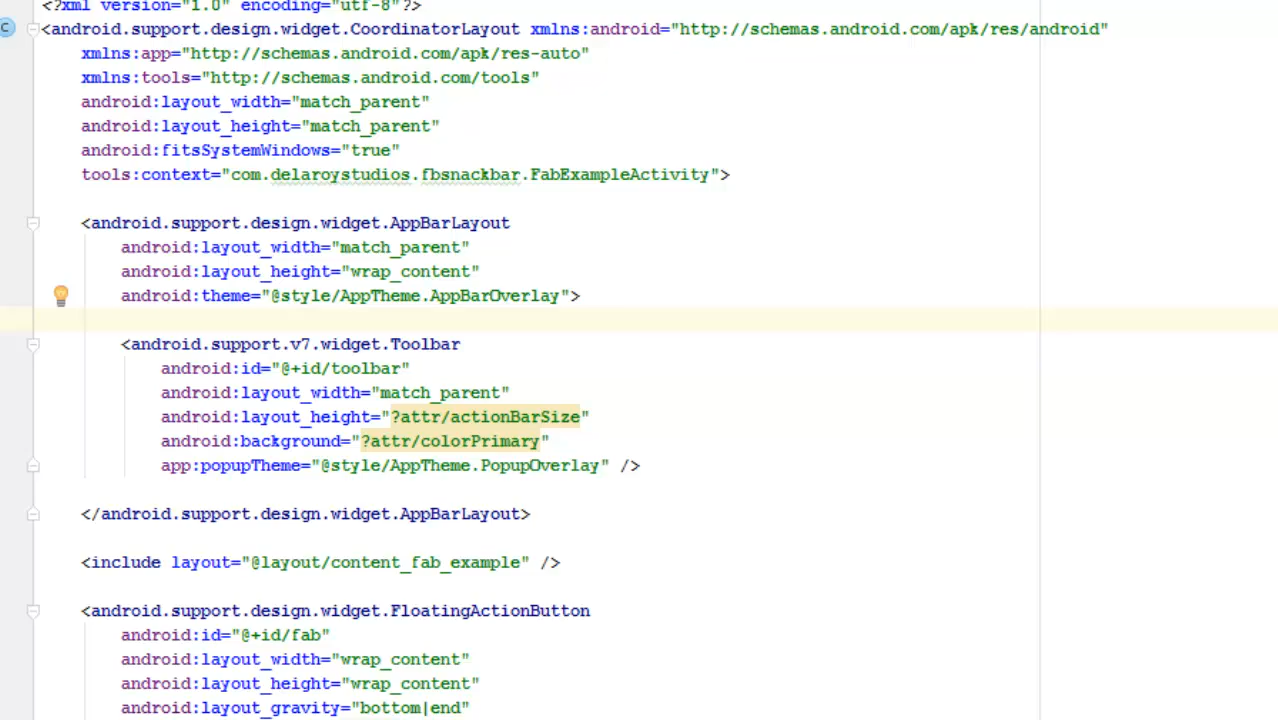 <?xml version="1.0" encoding="utf-8"?>
C
<android.support.design.widget.CoordinatorLayout xmlns:android="http://schemas.android.com/apk/res/android"
xmlns:app="http://schemas.android.com/apk/res-auto"
xmlns:tools="http://schemas.android.com/tools"
android:layout_width="match_parent"
android:layout_height="match_parent"
android:fitsSystemWindows="true"
tools:context="com.delaroystudios.fbsnackbar.FabExampleActivity">
<android.support.design.widget.AppBarLayout
android:layout_width="match_parent"
android:layout_height="wrap_content"
android:theme="@style/AppTheme.AppBarOverlay">
<android.support.v7.widget.Toolbar
android:id="@+id/toolbar"
android:layout_width="match_parent"
android:layout_height="?attr/actionBarSize"
android:background="?attr/colorPrimary"
app:popupTheme="@style/AppTheme.PopupOverlay" />
</android.support.design.widget.AppBarLayout>
<include layout="@layout/content_fab_example" />
<android.support.design.widget.FloatingActionButton
android:id="@+id/fab"
android:layout_width="wrap_content"
android:layout_height="wrap_content"
android:layout_gravity="bottom|end"